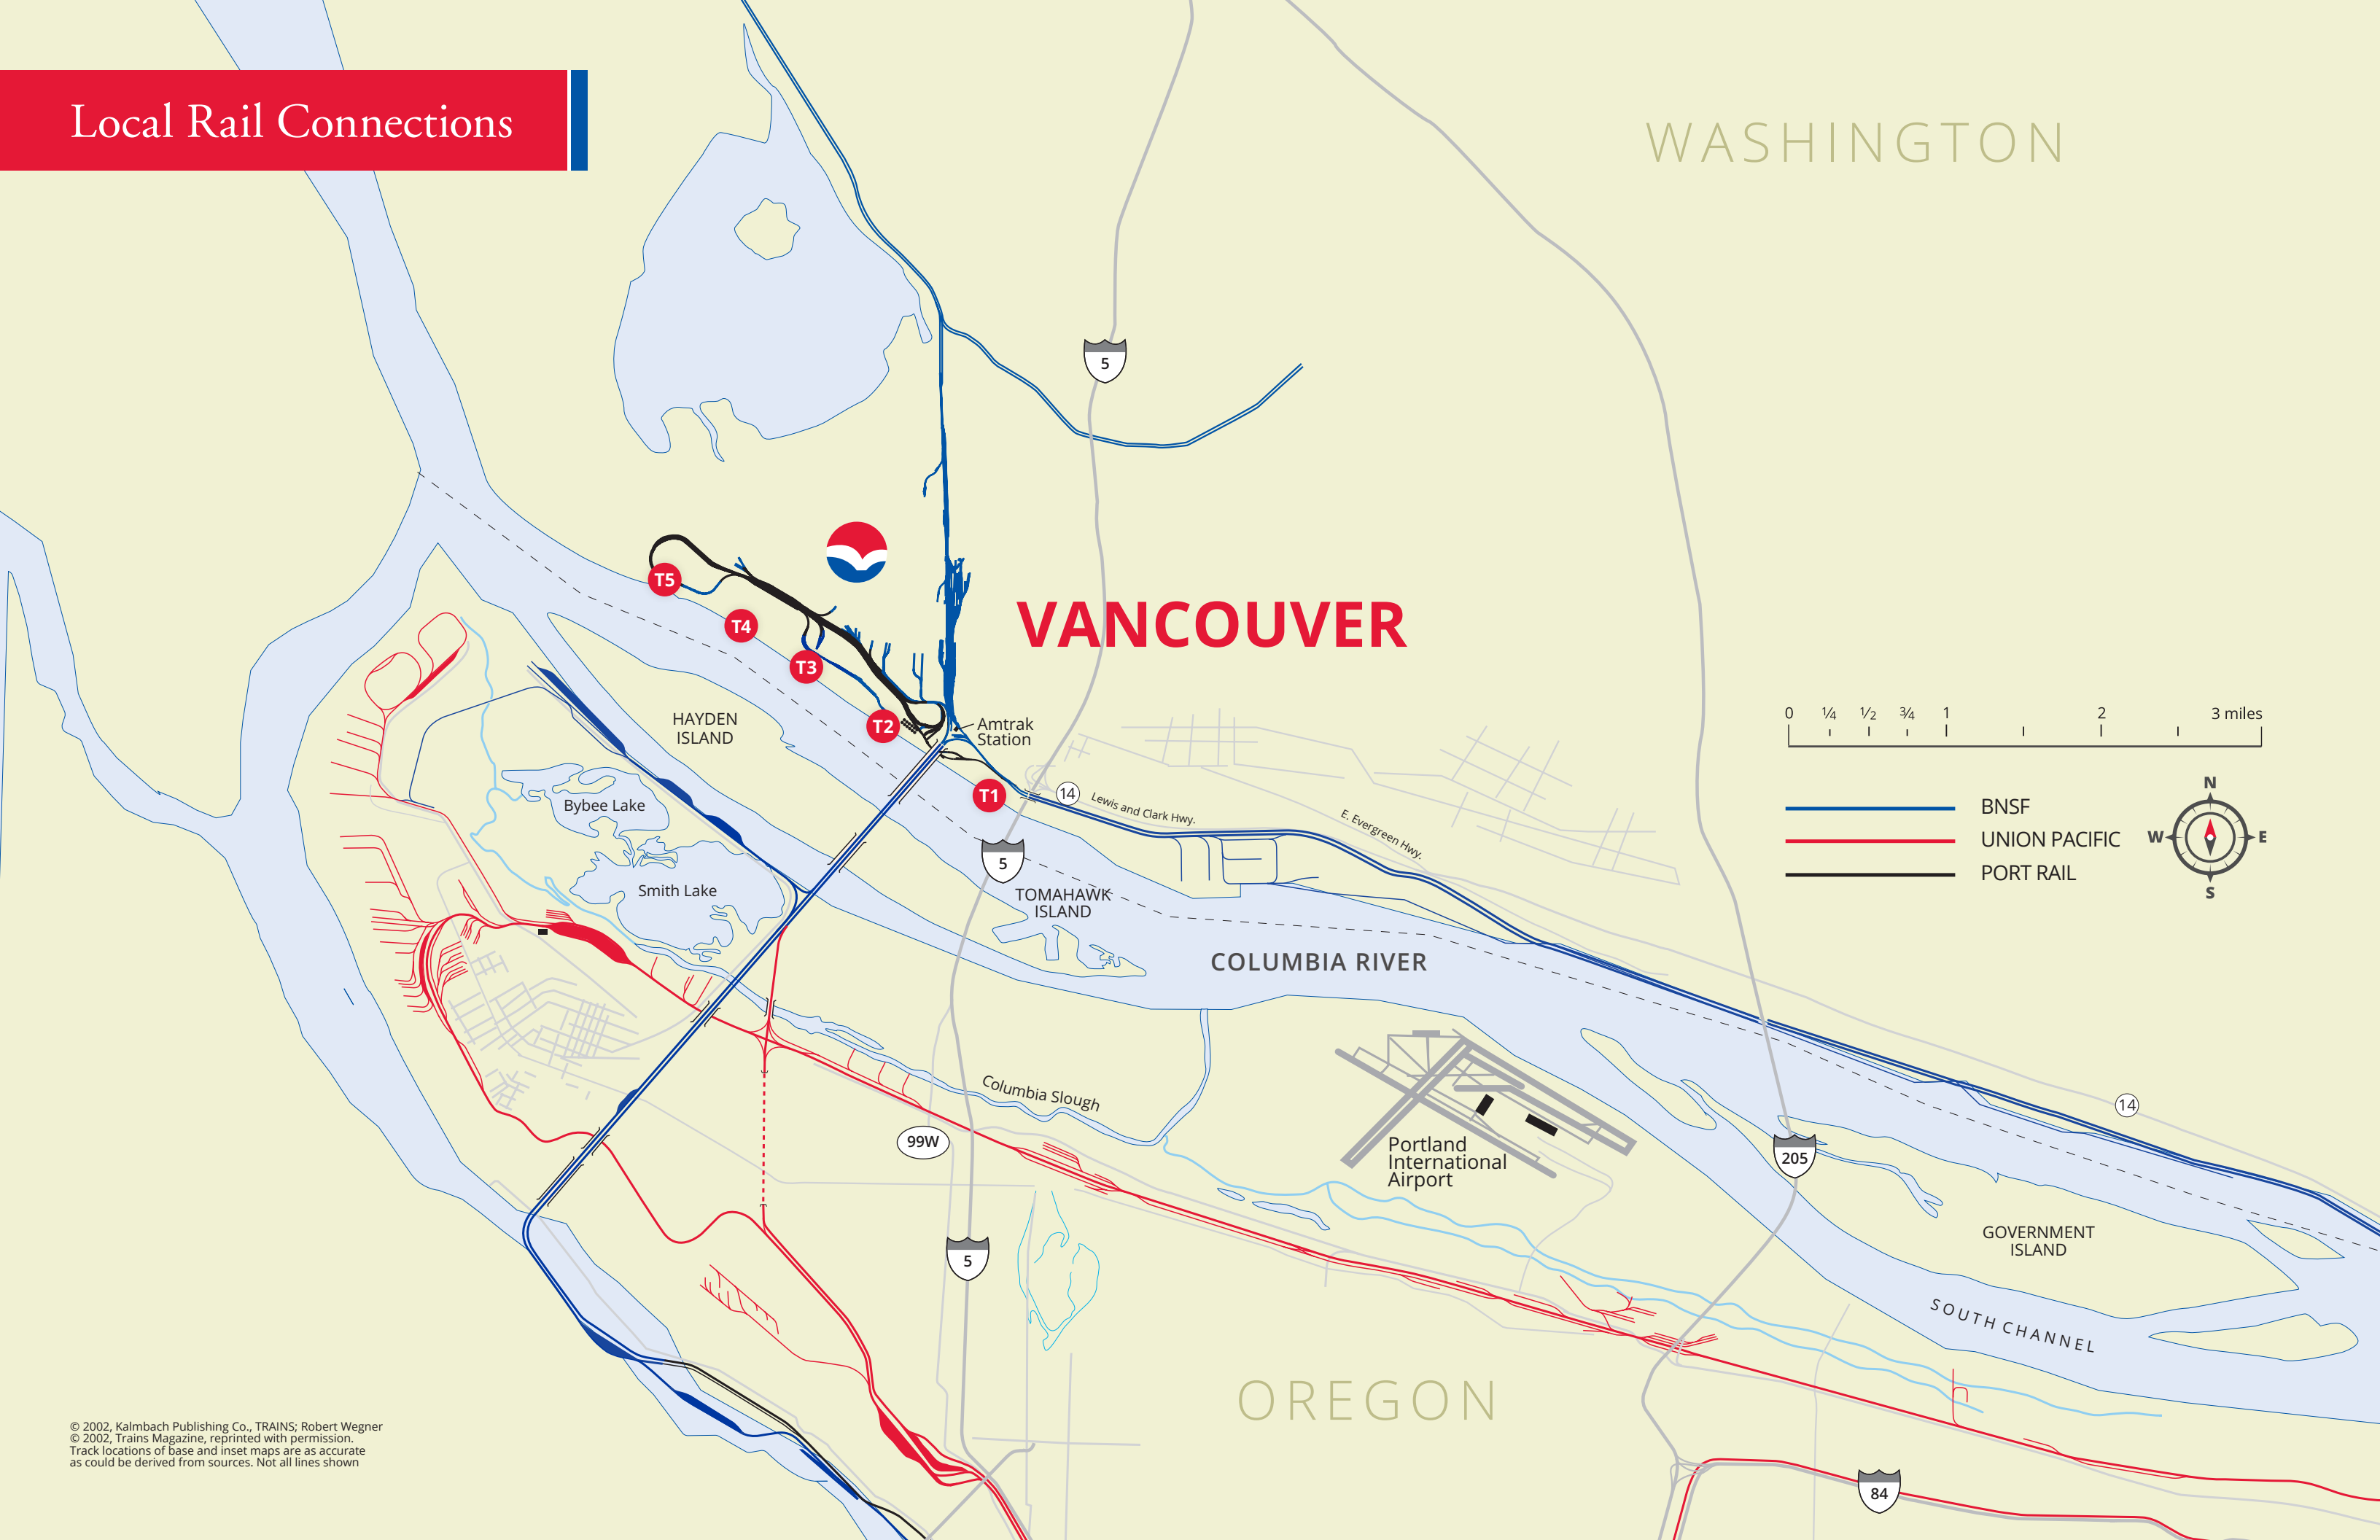 Local Rail Connections
WASHINGTON
5
T5
T4
T3
T2
T1
VANCOUVER
Amtrak
Station
HAYDEN
ISLAND
0 ¼ ½ ¾ 1 2 3 miles
BNSF
UNION PACIFIC
PORT RAIL
N
W E
S
14
Lewis and Clark Hwy.
E. Evergreen Hwy.
Bybee Lake
Smith Lake
5
TOMAHAWK
ISLAND
COLUMBIA RIVER
Columbia Slough
99W
Portland
International
Airport
14
205
GOVERNMENT
ISLAND
SOUTH CHANNEL
5
OREGON
84
© 2002, Kalmbach Publishing Co., TRAINS; Robert Wegner
© 2002, Trains Magazine, reprinted with permission.
Track locations of base and inset maps are as accurate
as could be derived from sources. Not all lines shown